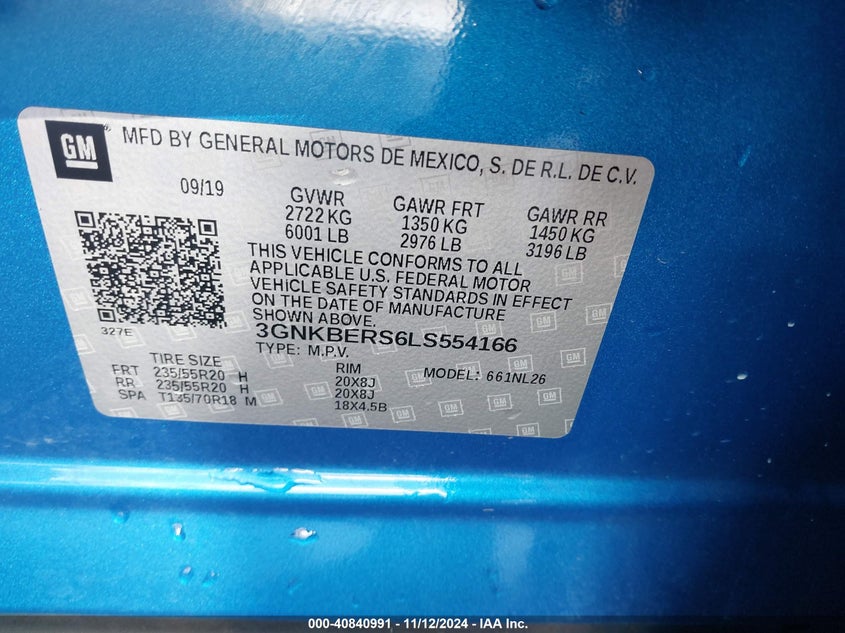 GM
® MFD BY GENERAL MOTORS DE MEXICO, S. DE R.L. DE C.V.
09/19
GVWR GAWR FRT GAWR RR
2722 KG 1350 KG 1450 KG
6001 LB 2976 LB 3196 LB
THIS VEHICLE CONFORMS TO ALL
APPLICABLE U.S. FEDERAL MOTOR
VEHICLE SAFETY STANDARDS IN EFFECT
ON THE DATE OF MANUFACTURE
SHOWN ABOVE.
327E
3GNKBERS6LS554166
TYPE: M.P.V. MODEL: 661NL26
TIRE SIZE RIM
FRT 235/55R20 H 20X8J
RR 235/55R20 H 20X8J
SPA T135/70R18 M 18X4.5B
000-40840991 - 11/12/2024 - IAA Inc.